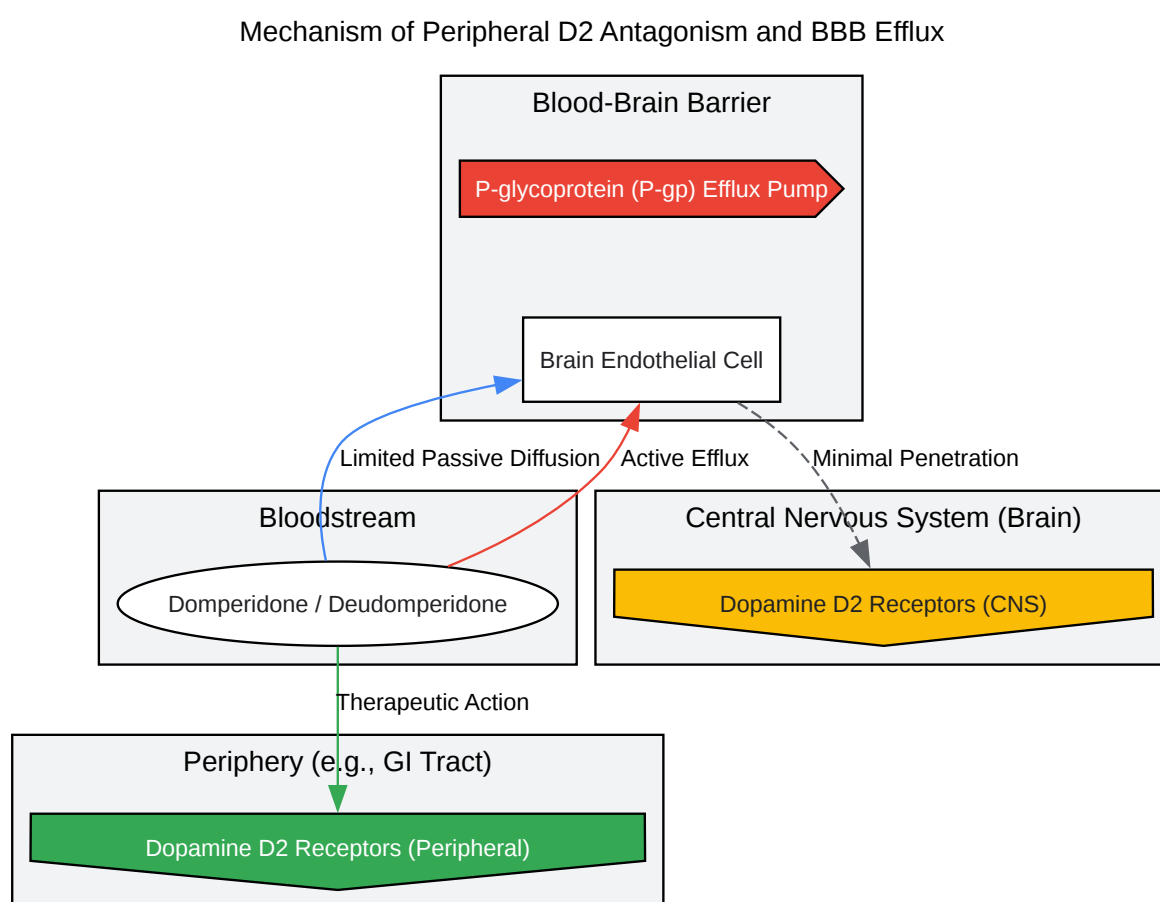 Mechanism of Peripheral D2 Antagonism and BBB Efflux
Blood-Brain Barrier
P-glycoprotein (P-gp) Efflux Pump
Brain Endothelial Cell
Limited Passive Diffusion
Active Efflux
Minimal Penetration
Bloodstream
Central Nervous System (Brain)
Domperidone / Deudomperidone
Dopamine D2 Receptors (CNS)
Therapeutic Action
Periphery (e.g., GI Tract)
Dopamine D2 Receptors (Peripheral)